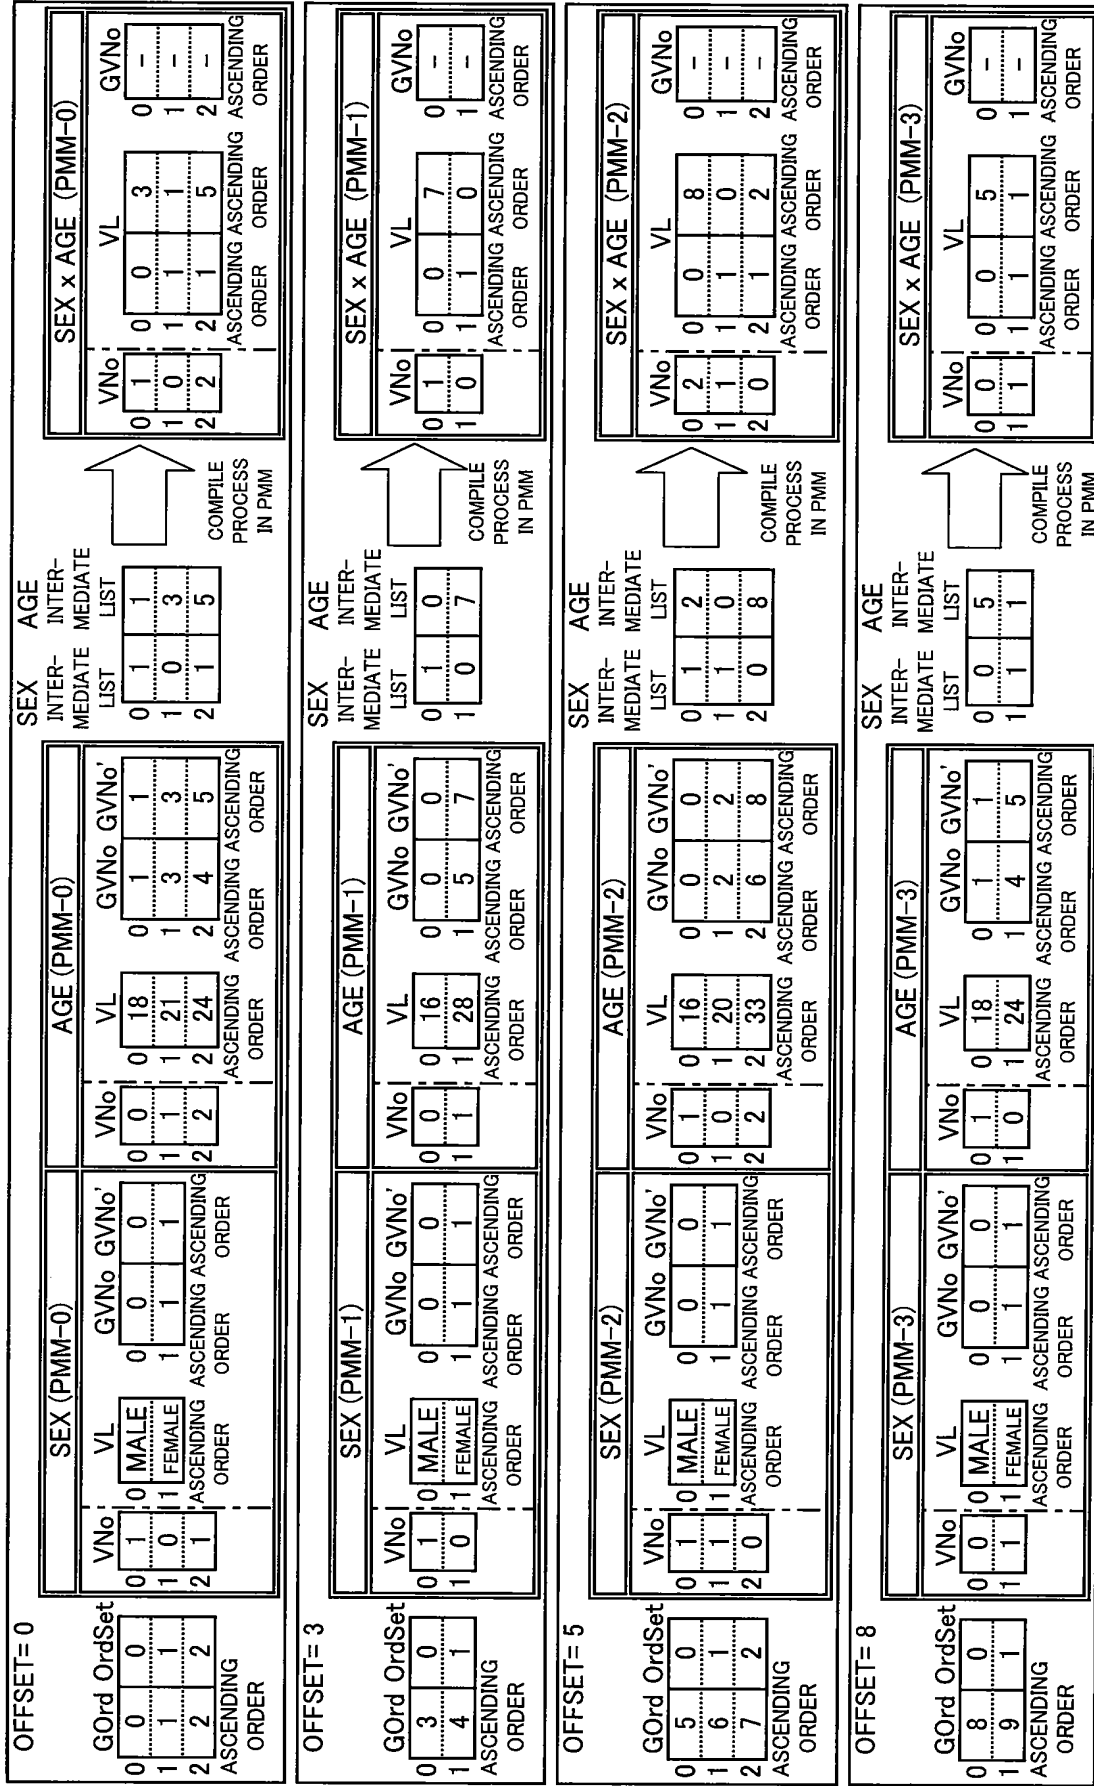 OFFSET= 0
GOrd OrdSet
0 0 0
1 1 1
2 2 2
ASCENDING
ORDER
SEX (PMM-0)
VNo
0 1
1 0
2 1
VL
0 MALE
1 FEMALE
ASCENDING
ORDER
GVNo GVNo'
0 0 0
1 1 1
ASCENDING ASCENDING
ORDER ORDER
AGE (PMM-0)
VNo
0 0
1 1
2 2
VL
0 18
1 21
2 24
ASCENDING
ORDER
GVNo GVNo'
0 1 1
1 3 3
2 4 5
ASCENDING ASCENDING
ORDER ORDER
SEX AGE
INTER- INTER-
MEDIATE MEDIATE
LIST LIST
0 1 1
1 0 3
2 1 5
COMPILE
PROCESS
IN PMM
SEX x AGE (PMM-0)
VNo
0 1
1 0
2 2
VL
0 0 3
1 1 1
2 1 5
ASCENDING ASCENDING
ORDER ORDER
GVNo
0 -
1 -
2 -
ASCENDING
ORDER
OFFSET= 3
GOrd OrdSet
0 3 0
1 4 1
ASCENDING
ORDER
SEX (PMM-1)
VNo
0 1
1 0
VL
0 MALE
1 FEMALE
ASCENDING
ORDER
GVNo GVNo'
0 0 0
1 1 1
ASCENDING ASCENDING
ORDER ORDER
AGE (PMM-1)
VNo
0 0
1 1
VL
0 16
1 28
ASCENDING
ORDER
GVNo GVNo'
0 0 0
1 5 7
ASCENDING ASCENDING
ORDER ORDER
SEX AGE
INTER- INTER-
MEDIATE MEDIATE
LIST LIST
0 1 0
1 0 7
COMPILE
PROCESS
IN PMM
SEX x AGE (PMM-1)
VNo
0 1
1 0
VL
0 0 7
1 1 0
ASCENDING ASCENDING
ORDER ORDER
GVNo
0 -
1 -
ASCENDING
ORDER
OFFSET= 5
GOrd OrdSet
0 5 0
1 6 1
2 7 2
ASCENDING
ORDER
SEX (PMM-2)
VNo
0 1
1 1
2 0
VL
0 MALE
1 FEMALE
ASCENDING
ORDER
GVNo GVNo'
0 0 0
1 1 1
ASCENDING ASCENDING
ORDER ORDER
AGE (PMM-2)
VNo
0 1
1 0
2 2
VL
0 16
1 20
2 33
ASCENDING
ORDER
GVNo GVNo'
0 0 0
1 2 2
2 6 8
ASCENDING ASCENDING
ORDER ORDER
SEX AGE
INTER- INTER-
MEDIATE MEDIATE
LIST LIST
0 1 2
1 1 0
2 0 8
COMPILE
PROCESS
IN PMM
SEX x AGE (PMM-2)
VNo
0 2
1 1
2 0
VL
0 0 8
1 1 0
2 1 2
ASCENDING ASCENDING
ORDER ORDER
GVNo
0 -
1 -
2 -
ASCENDING
ORDER
OFFSET= 8
GOrd OrdSet
0 8 0
1 9 1
ASCENDING
ORDER
SEX (PMM-3)
VNo
0 0
1 1
VL
0 MALE
1 FEMALE
ASCENDING
ORDER
GVNo GVNo'
0 0 0
1 1 1
ASCENDING ASCENDING
ORDER ORDER
AGE (PMM-3)
VNo
0 1
1 0
VL
0 18
1 24
ASCENDING
ORDER
GVNo GVNo'
0 1 1
1 4 5
ASCENDING ASCENDING
ORDER ORDER
SEX AGE
INTER- INTER-
MEDIATE MEDIATE
LIST LIST
0 0 5
1 1 1
COMPILE
PROCESS
IN PMM
SEX x AGE (PMM-3)
VNo
0 0
1 1
VL
0 0 5
1 1 1
ASCENDING ASCENDING
ORDER ORDER
GVNo
0 -
1 -
ASCENDING
ORDER